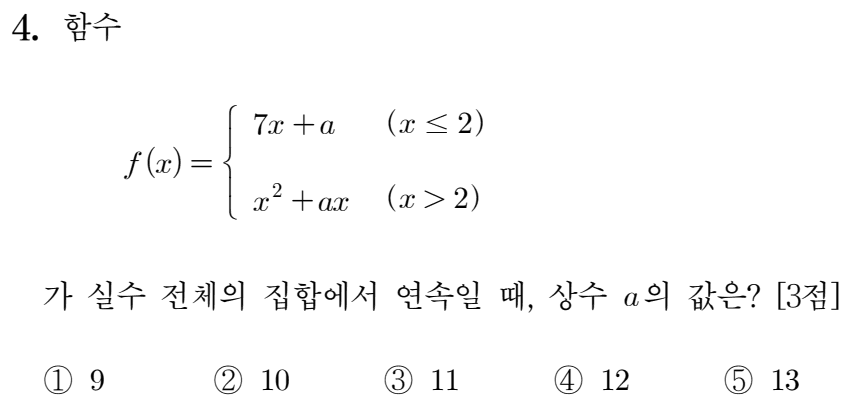 4. 함수
f(x) = { 7x + a (x ≤ 2)
x² + ax (x > 2)
가 실수 전체의 집합에서 연속일 때, 상수 a의 값은? [3점]
① 9 ② 10 ③ 11 ④ 12 ⑤ 13